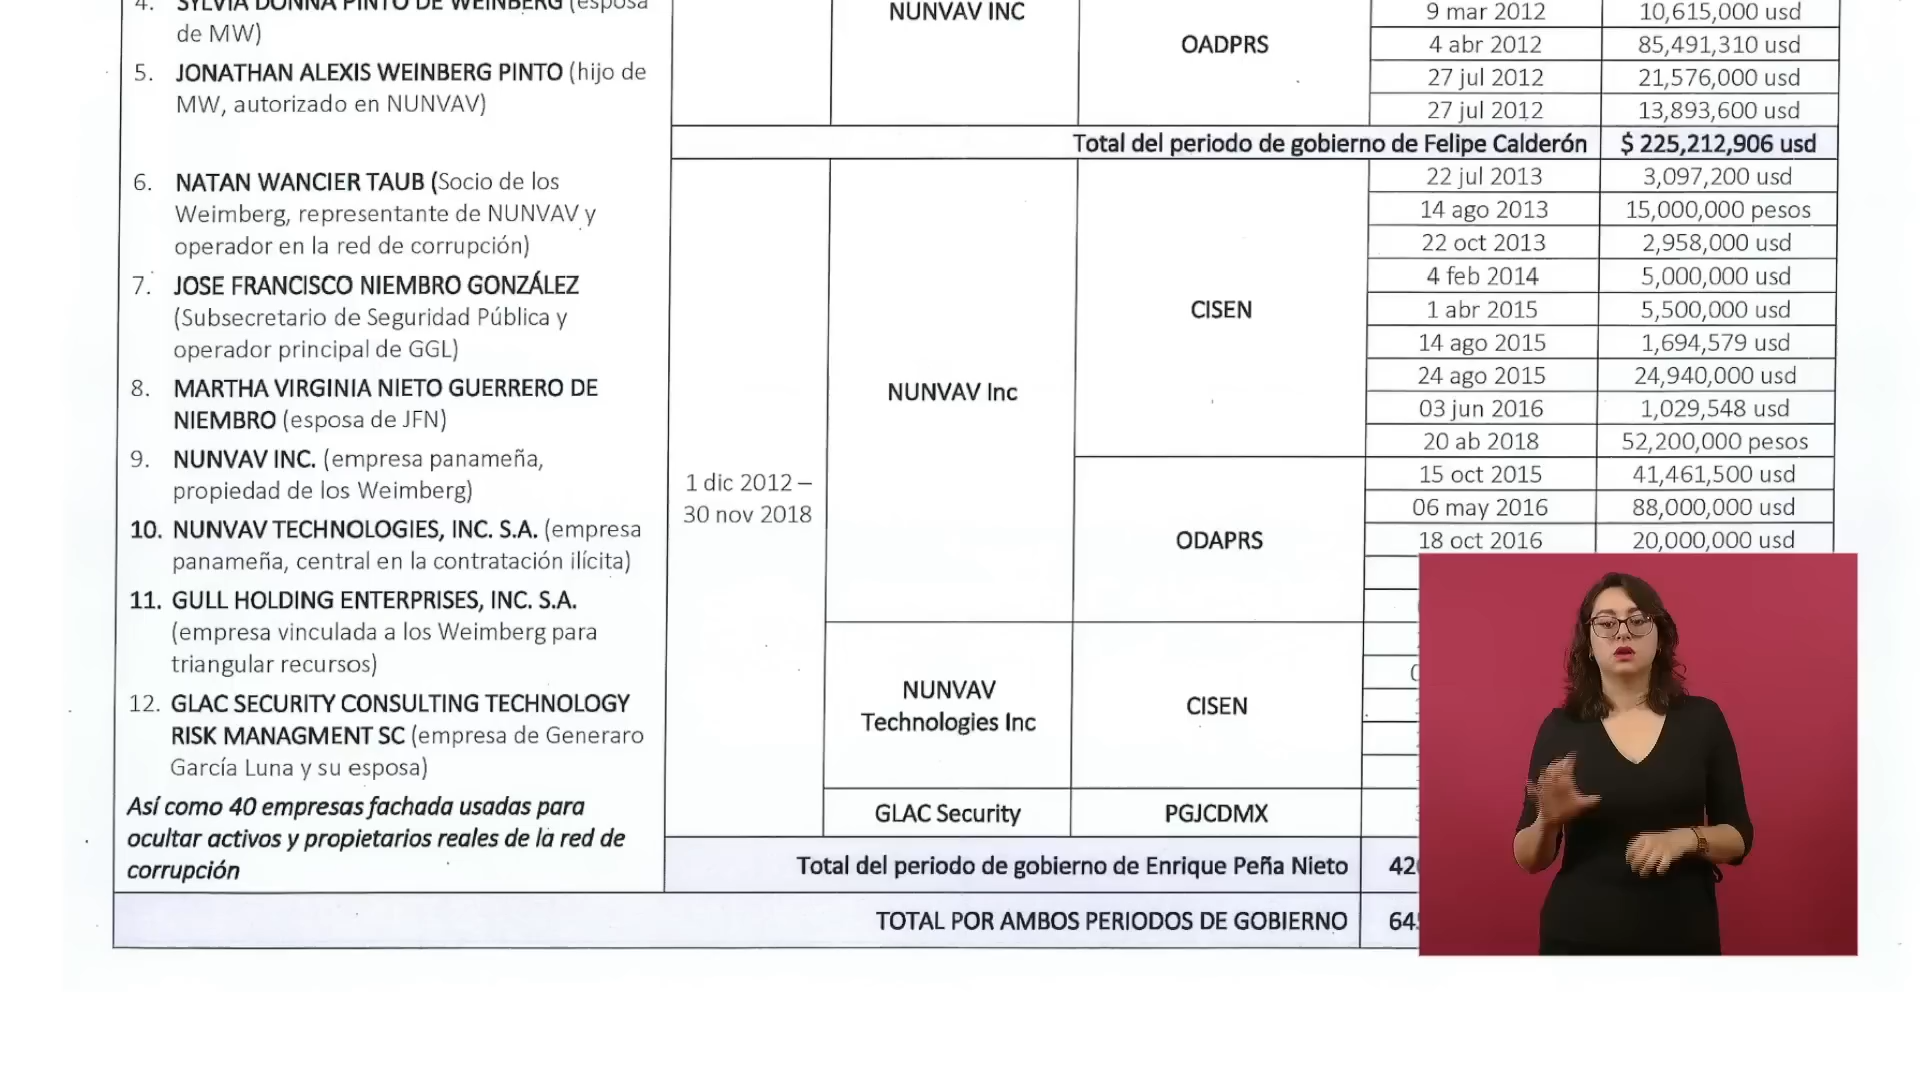 4. SYLVIA DONNA PINTO DE WEINBERG (esposa
de MW)
5. JONATHAN ALEXIS WEINBERG PINTO (hijo de
MW, autorizado en NUNVAV)
6. NATAN WANCIER TAUB (Socio de los
Weimberg, representante de NUNVAV y
operador en la red de corrupción)
7. JOSE FRANCISCO NIEMBRO GONZÁLEZ
(Subsecretario de Seguridad Pública y
operador principal de GGL)
8. MARTHA VIRGINIA NIETO GUERRERO DE
NIEMBRO (esposa de JFN)
9. NUNVAV INC. (empresa panameña,
propiedad de los Weimberg)
10. NUNVAV TECHNOLOGIES, INC. S.A. (empresa
panameña, central en la contratación ilícita)
11. GULL HOLDING ENTERPRISES, INC. S.A.
(empresa vinculada a los Weimberg para
triangular recursos)
12. GLAC SECURITY CONSULTING TECHNOLOGY
RISK MANAGMENT SC (empresa de Generaro
García Luna y su esposa)
Así como 40 empresas fachada usadas para
ocultar activos y propietarios reales de la red de
corrupción
NUNVAV INC
OADPRS
9 mar 2012 10,615,000 usd
4 abr 2012 85,491,310 usd
27 jul 2012 21,576,000 usd
27 jul 2012 13,893,600 usd
Total del periodo de gobierno de Felipe Calderón $ 225,212,906 usd
1 dic 2012 –
30 nov 2018
NUNVAV Inc
CISEN
22 jul 2013 3,097,200 usd
14 ago 2013 15,000,000 pesos
22 oct 2013 2,958,000 usd
4 feb 2014 5,000,000 usd
1 abr 2015 5,500,000 usd
14 ago 2015 1,694,579 usd
24 ago 2015 24,940,000 usd
03 jun 2016 1,029,548 usd
20 ab 2018 52,200,000 pesos
ODAPRS
15 oct 2015 41,461,500 usd
06 may 2016 88,000,000 usd
18 oct 2016 20,000,000 usd
NUNVAV
Technologies Inc
CISEN
GLAC Security PGJCDMX
Total del periodo de gobierno de Enrique Peña Nieto 42
TOTAL POR AMBOS PERIODOS DE GOBIERNO 64